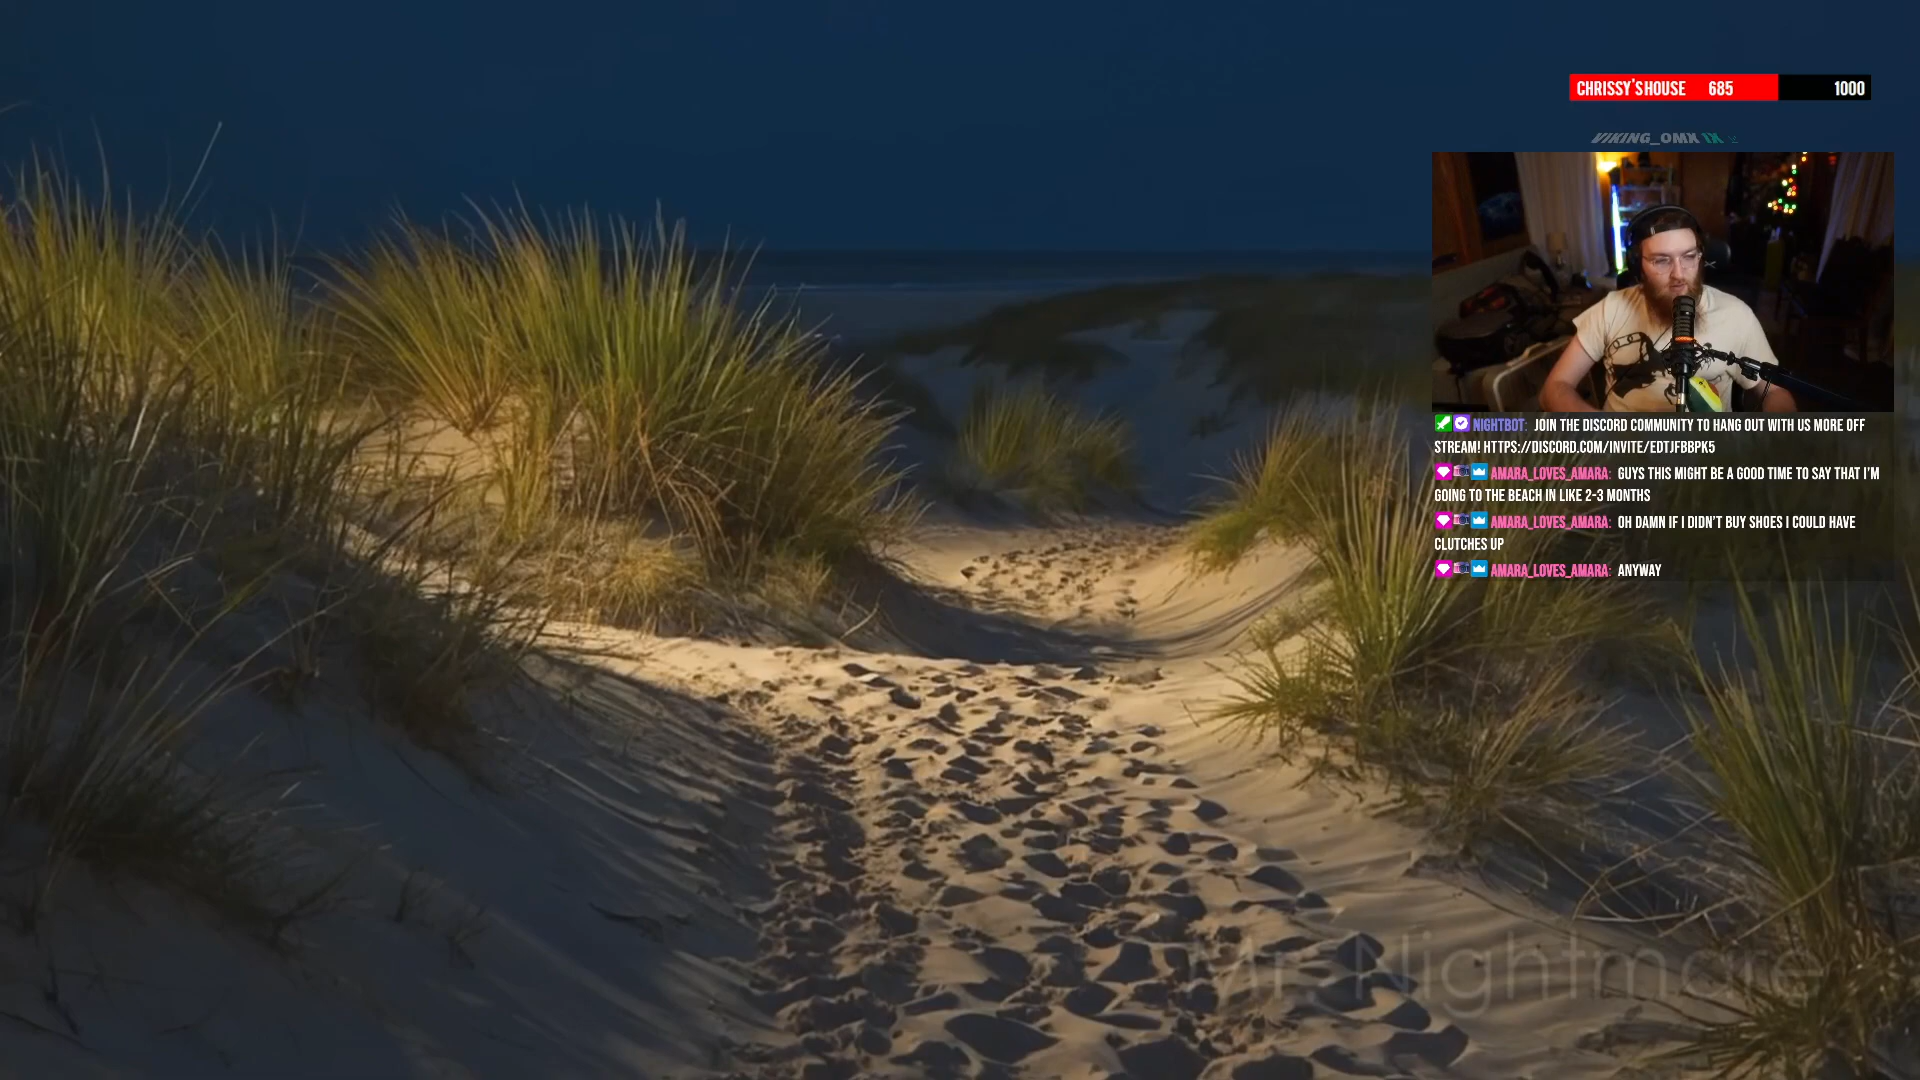 CHRISSY'S HOUSE 685 1000
VIKING_OMX
NIGHTBOT: JOIN THE DISCORD COMMUNITY TO HANG OUT WITH US MORE OFF
STREAM! HTTPS://DISCORD.COM/INVITE/EDTJFBBPK5
AMARA_LOVES_AMARA: GUYS THIS MIGHT BE A GOOD TIME TO SAY THAT I'M
GOING TO THE BEACH IN LIKE 2-3 MONTHS
AMARA_LOVES_AMARA: OH DAMN IF I DIDN'T BUY SHOES I COULD HAVE
CLUTCHES UP
AMARA_LOVES_AMARA: ANYWAY
Mr. Nightmare